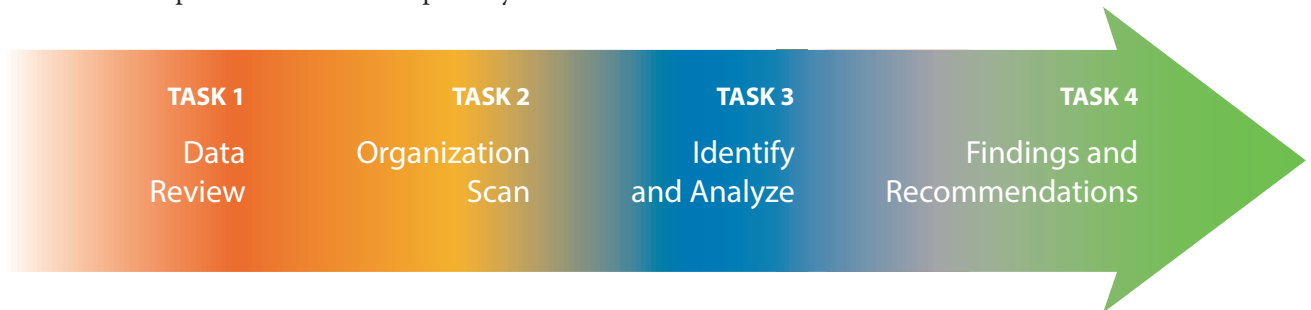 TASK 1
Data
Review
TASK 2
Organization
Scan
TASK 3
Identify
and Analyze
TASK 4
Findings and
Recommendations